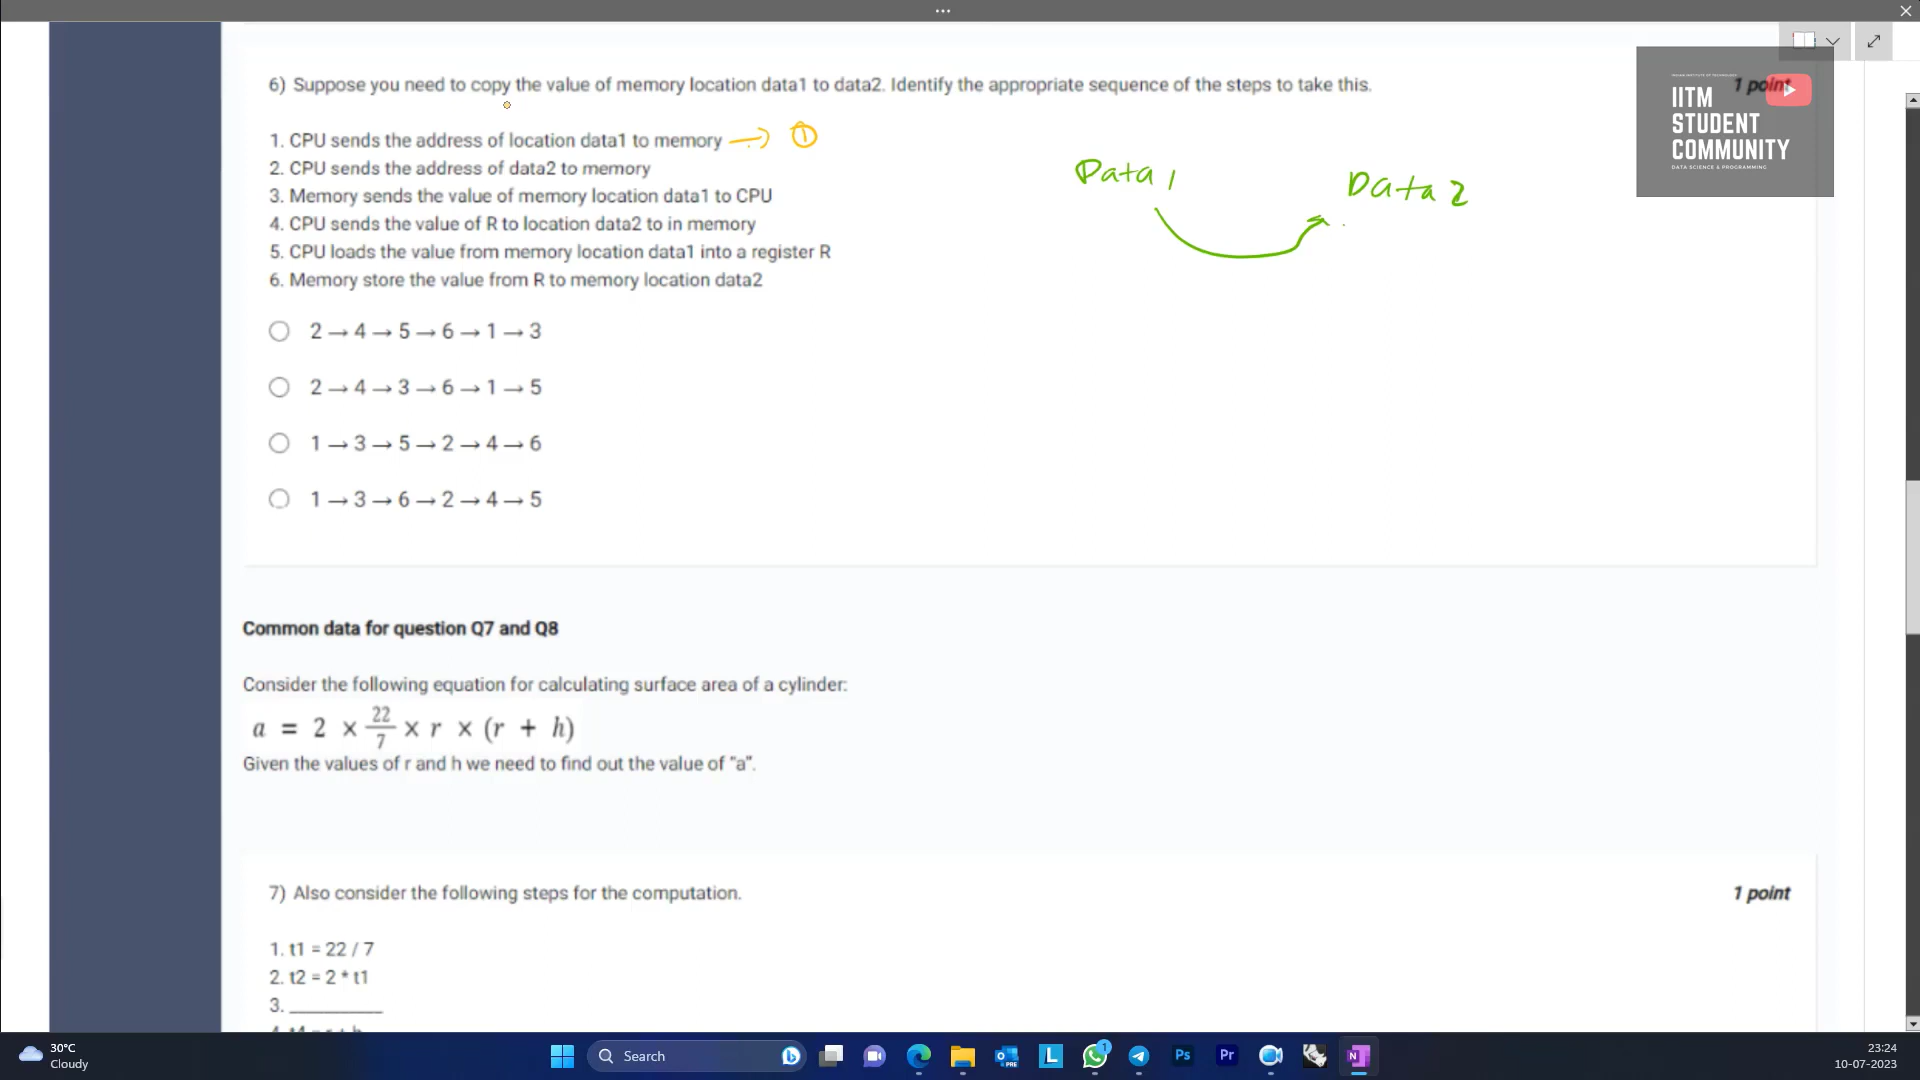 6) Suppose you need to copy the value of memory location data1 to data2. Identify the appropriate sequence of the steps to take this.
1 point
IITM
STUDENT
COMMUNITY
DATA SCIENCE & PROGRAMMING
1. CPU sends the address of location data1 to memory → ①
2. CPU sends the address of data2 to memory
3. Memory sends the value of memory location data1 to CPU
4. CPU sends the value of R to location data2 to in memory
5. CPU loads the value from memory location data1 into a register R
6. Memory store the value from R to memory location data2
Data 1
Data 2
2 → 4 → 5 → 6 → 1 → 3
2 → 4 → 3 → 6 → 1 → 5
1 → 3 → 5 → 2 → 4 → 6
1 → 3 → 6 → 2 → 4 → 5
Common data for question Q7 and Q8
Consider the following equation for calculating surface area of a cylinder:
a = 2 × 22/7 × r × (r + h)
Given the values of r and h we need to find out the value of "a".
7) Also consider the following steps for the computation.
1 point
1. t1 = 22 / 7
2. t2 = 2 * t1
3. ________
30°C
Cloudy
Search
PRE
L
1
Ps
Pr
N
23:24
10-07-2023